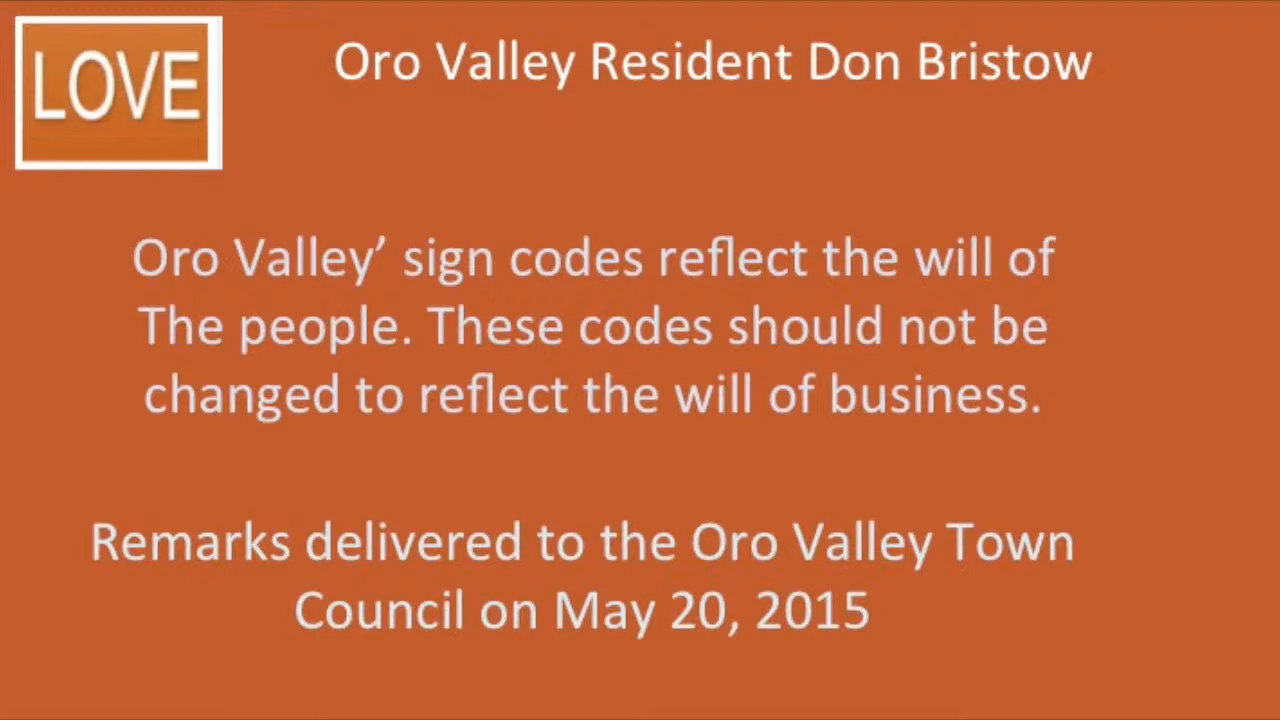 LOVE
Oro Valley Resident Don Bristow
Oro Valley’ sign codes reflect the will of
The people. These codes should not be
changed to reflect the will of business.
Remarks delivered to the Oro Valley Town
Council on May 20, 2015